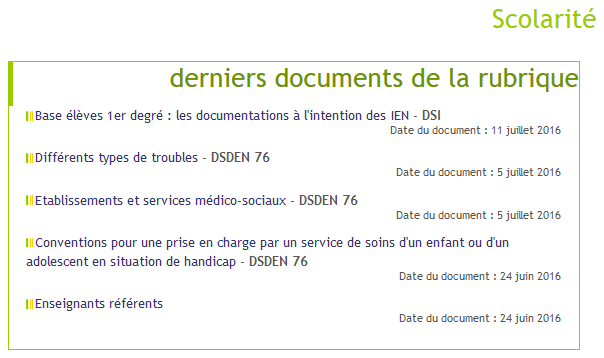 Scolarité
derniers documents de la rubrique
Base élèves 1er degré : les documentations à l'intention des IEN - DSI
Date du document : 11 juillet 2016
Différents types de troubles - DSDEN 76
Date du document : 5 juillet 2016
Etablissements et services médico-sociaux - DSDEN 76
Date du document : 5 juillet 2016
Conventions pour une prise en charge par un service de soins d'un enfant ou d'un
adolescent en situation de handicap - DSDEN 76
Date du document : 24 juin 2016
Enseignants référents
Date du document : 24 juin 2016